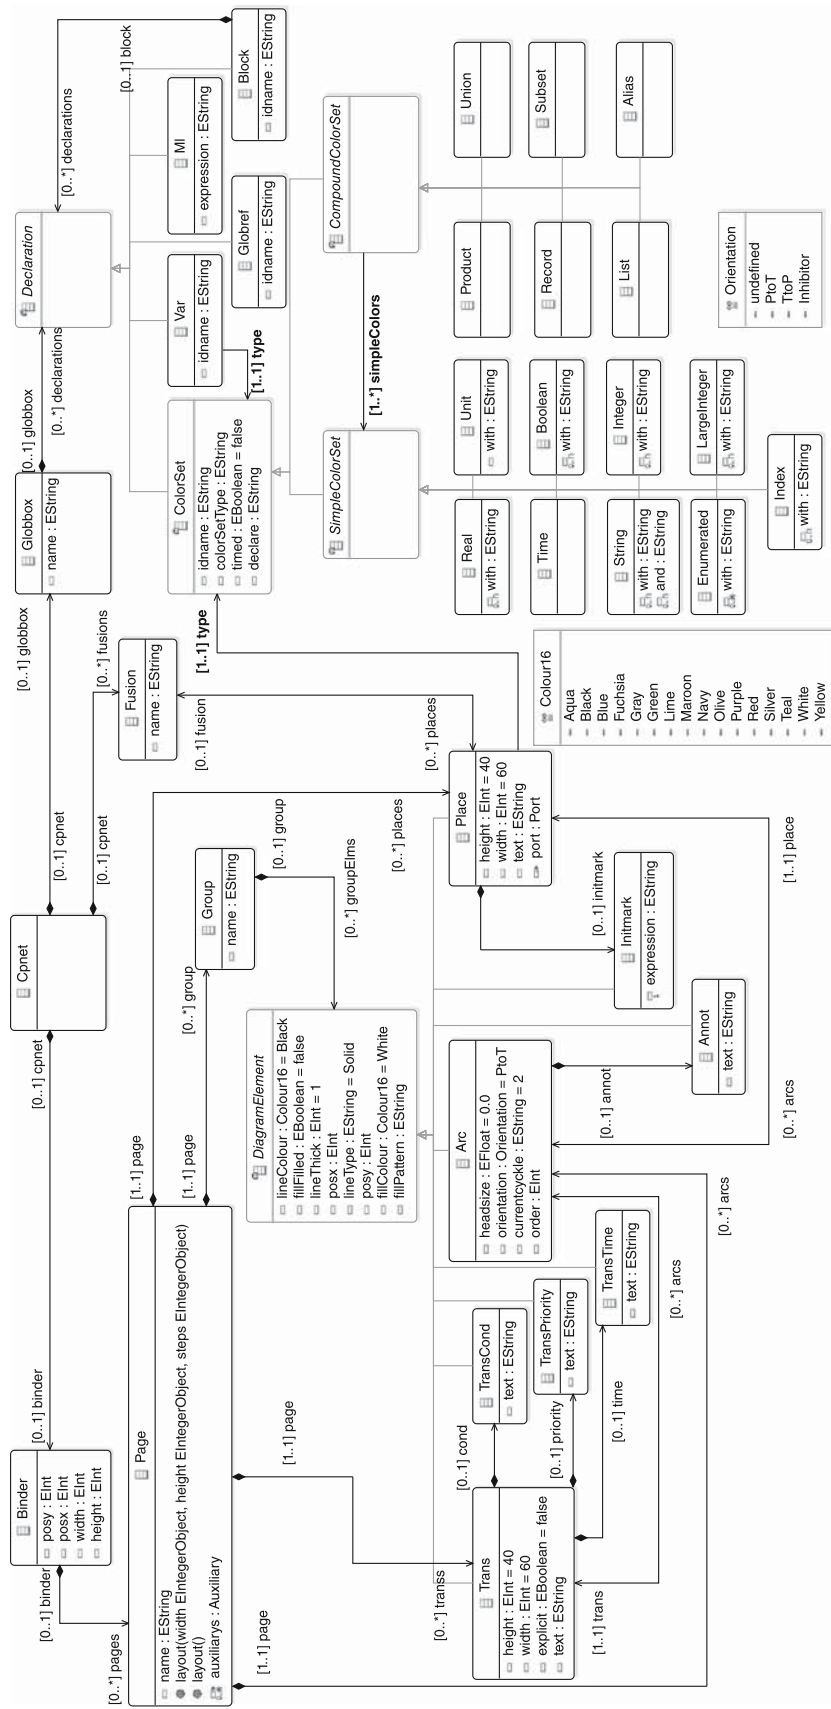 Binder
posy : EInt
posx : EInt
width : EInt
height : EInt
[0..1] binder
[0..1] cpnet
Cpnet
[0..1] cpnet
[0..1] globbox
[0..1] cpnet
[0..*] fusions
Globbox
name : EString
[0..1] globbox
[0..*] declarations
Declaration
[0..*] declarations
[0..1] block
[0..1] binder
[0..*] pages
Page
name : EString
layout(width EIntegerObject, height EIntegerObject, steps EIntegerObject)
layout()
auxiliarys : Auxiliary
[1..1] page
[1..1] page
[0..*] group
Group
name : EString
[0..1] group
[0..*] groupElms
Fusion
name : EString
[0..1] fusion
[0..*] places
[1..1] type
ColorSet
idname : EString
colorSetType : EString
timed : EBoolean = false
declare : EString
Var
idname : EString
[1..1] type
Ml
expression : EString
Globref
idname : EString
Block
idname : EString
[1..1] page
[1..1] page
[0..*] transs
DiagramElement
lineColour : Colour16 = Black
fillFilled : EBoolean = false
lineThick : EInt = 1
posx : EInt
lineType : EString = Solid
posy : EInt
fillColour : Colour16 = White
fillPattern : EString
[0..*] places
SimpleColorSet
[1..*] simpleColors
CompoundColorSet
Trans
height : EInt = 40
width : EInt = 60
explicit : EBoolean = false
text : EString
[0..1] cond
TransCond
text : EString
[0..1] priority
TransPriority
text : EString
[0..1] time
TransTime
text : EString
[1..1] trans
[0..*] arcs
[0..*] arcs
Arc
headsize : EFloat = 0.0
orientation : Orientation = PtoT
currentcyckle : EString = 2
order : EInt
[0..1] annot
Annot
text : EString
[0..*] arcs
[1..1] place
Place
height : EInt = 40
width : EInt = 60
text : EString
port : Port
[0..1] initmark
Initmark
expression : EString
Real
with : EString
Unit
with : EString
Time
Boolean
with : EString
String
with : EString
and : EString
Integer
with : EString
Enumerated
with : EString
LargeInteger
with : EString
Index
with : EString
Product
Union
Record
Subset
List
Alias
Colour16
Aqua
Black
Blue
Fuchsia
Gray
Green
Lime
Maroon
Navy
Olive
Purple
Red
Silver
Teal
White
Yellow
Orientation
undefined
PtoT
TtoP
Inhibitor